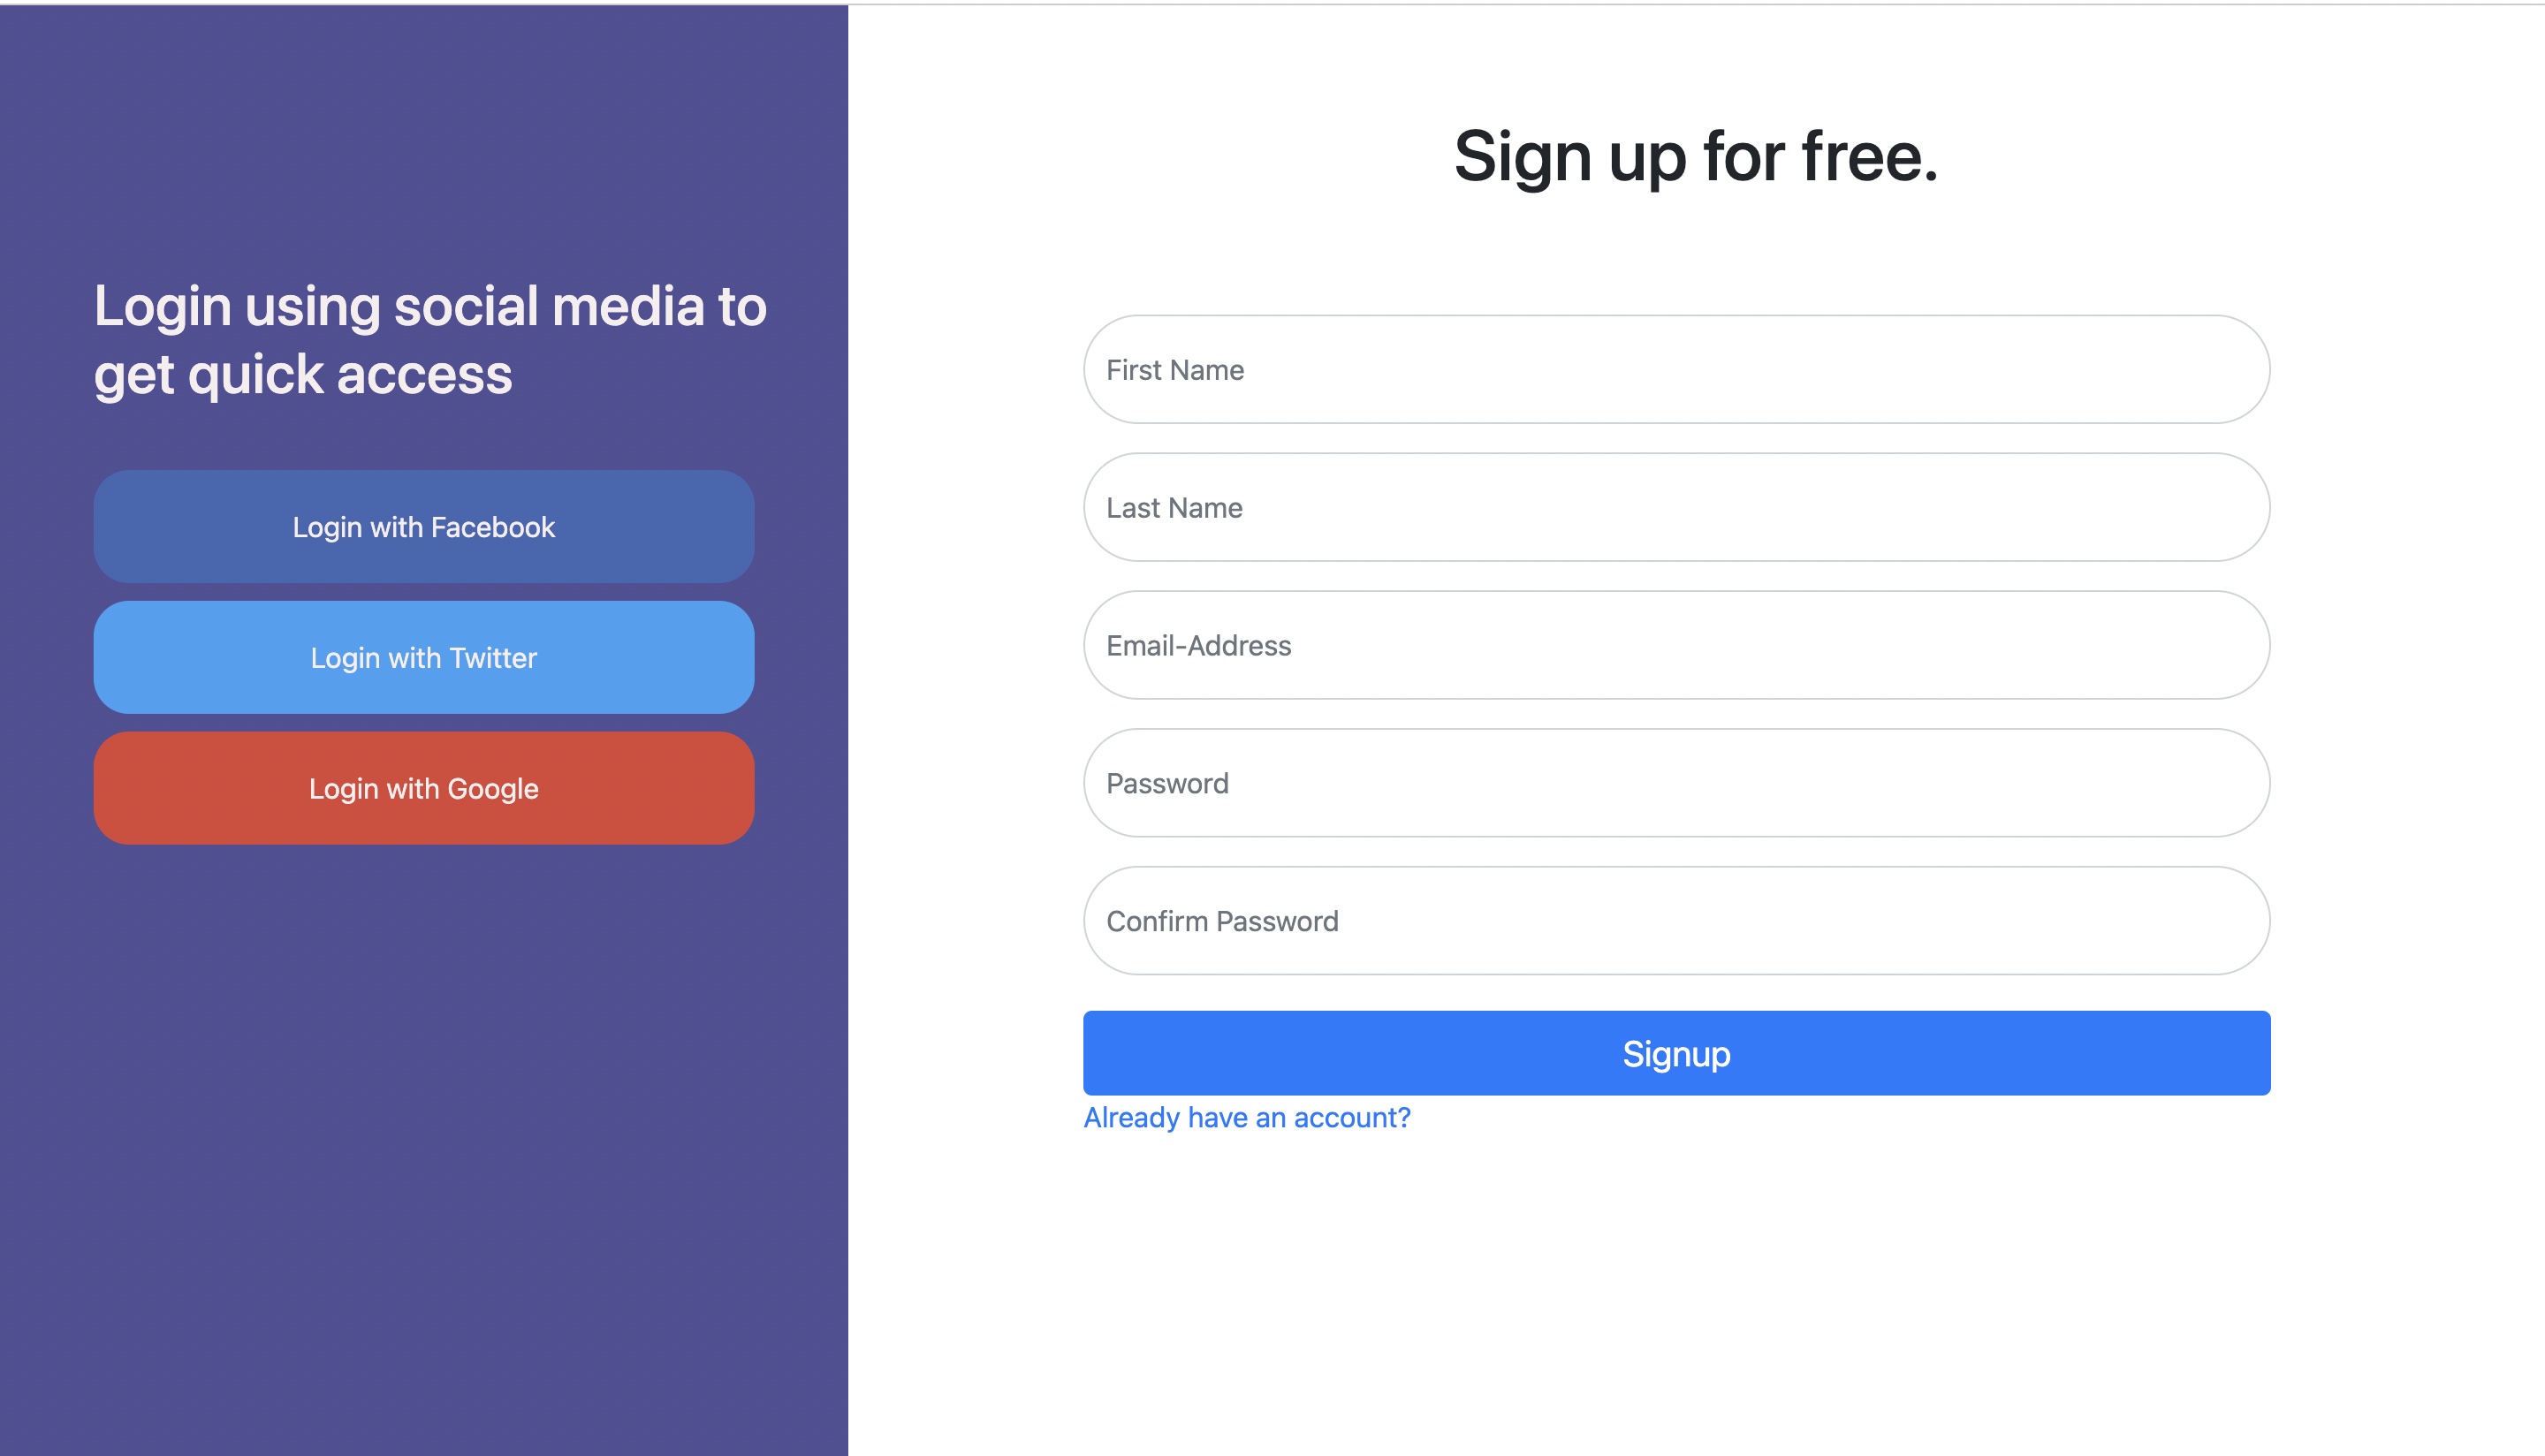 Login using social media to
get quick access
Login with Facebook
Login with Twitter
Login with Google
Sign up for free.
First Name
Last Name
Email-Address
Password
Confirm Password
Signup
Already have an account?